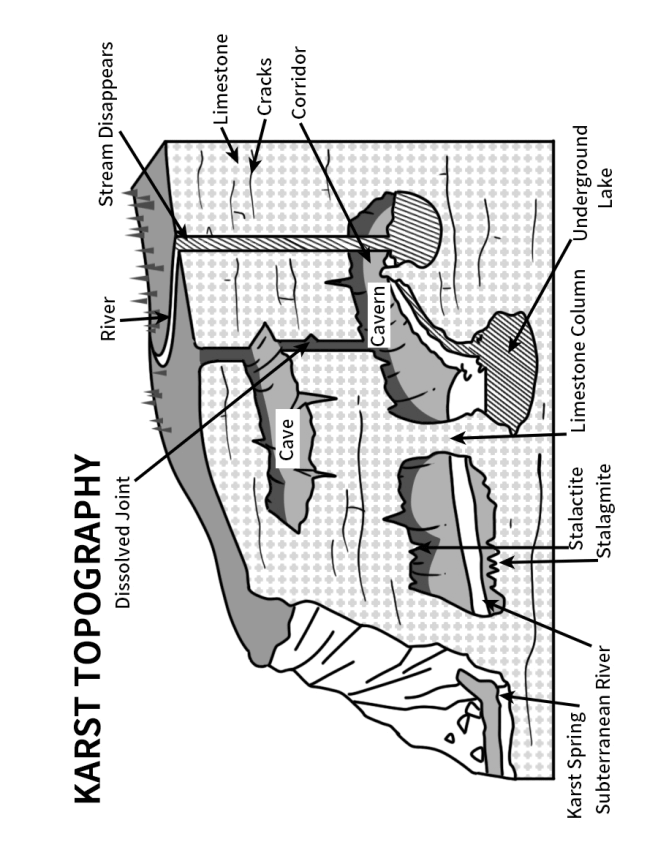 KARST TOPOGRAPHY
Dissolved Joint
River
Stream Disappears
Limestone
Cracks
Corridor
Cave
Cavern
Karst Spring
Subterranean River
Stalactite
Stalagmite
Limestone Column
Underground
Lake